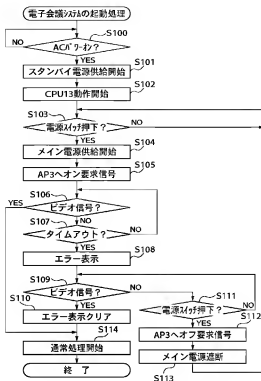 電子会議システムの起動処理
S100
ACパワーオン?
NO
YES
S101
スタンバイ電源供給開始
S102
CPU13動作開始
S103
電源スイッチ押下?
NO
YES
S104
メイン電源供給開始
S105
AP3へオン要求信号
S106
YES
ビデオ信号?
S107
NO
タイムアウト?
NO
YES
S108
エラー表示
S109
ビデオ信号?
NO
S111
S110
YES
電源スイッチ押下?
NO
エラー表示クリア
YES
S112
S114
AP3へオフ要求信号
通常処理開始
メイン電源遮断
終了
S113